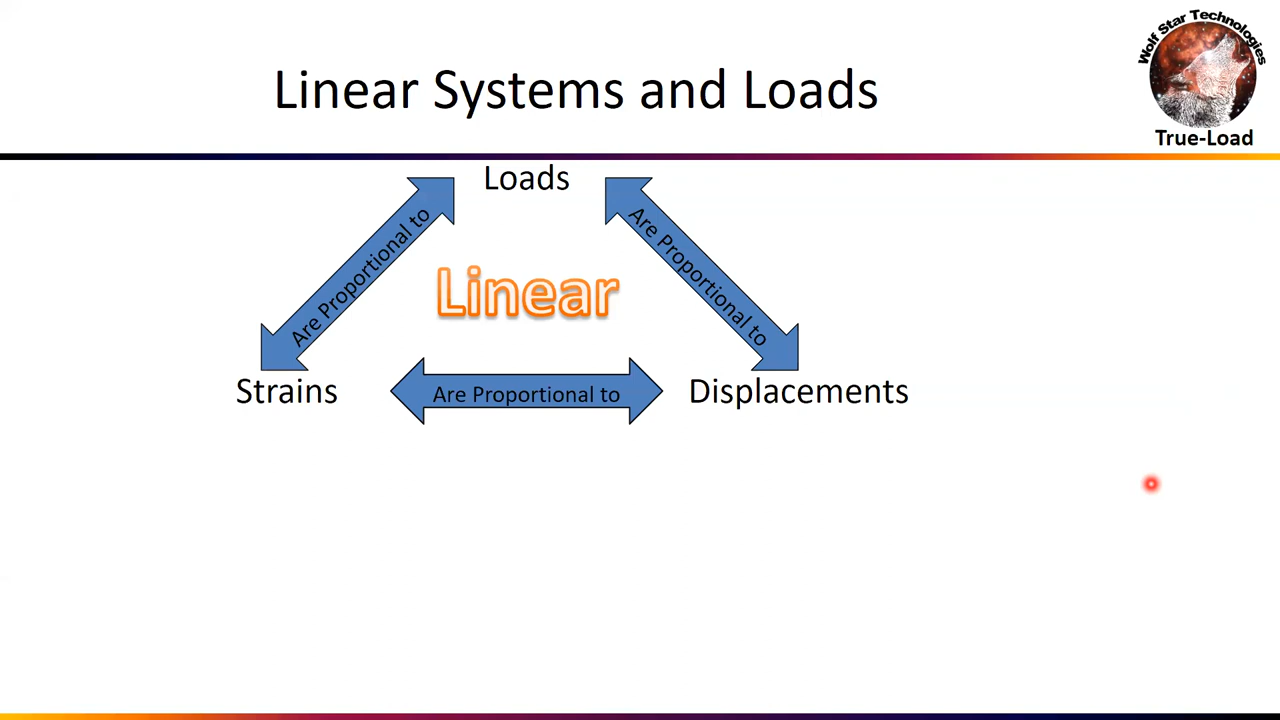 Wolf Star Technologies
True-Load
Linear Systems and Loads
Loads
Are Proportional to
Are Proportional to
Linear
Strains
Are Proportional to
Displacements